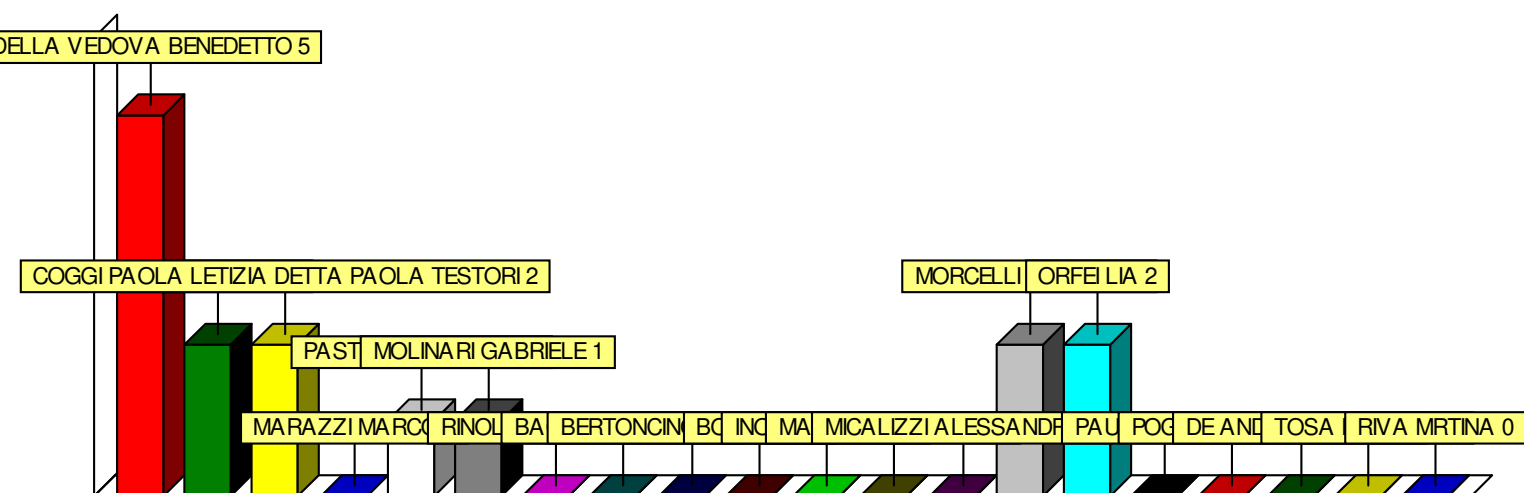 DELLA VEDOVA BENEDETTO 5
COGGI PAOLA LETIZIA DETTA PAOLA TESTORI 2
MORCELLI
ORFEI LIA 2
PAST
MOLINARI GABRIELE 1
MARAZZI MARCO
RINOL
BA
BERTONCIN
BO
INC
MA
MICALIZZI ALESSANDR
PAU
POG
DE AND
TOSA
RIVA MRTINA 0